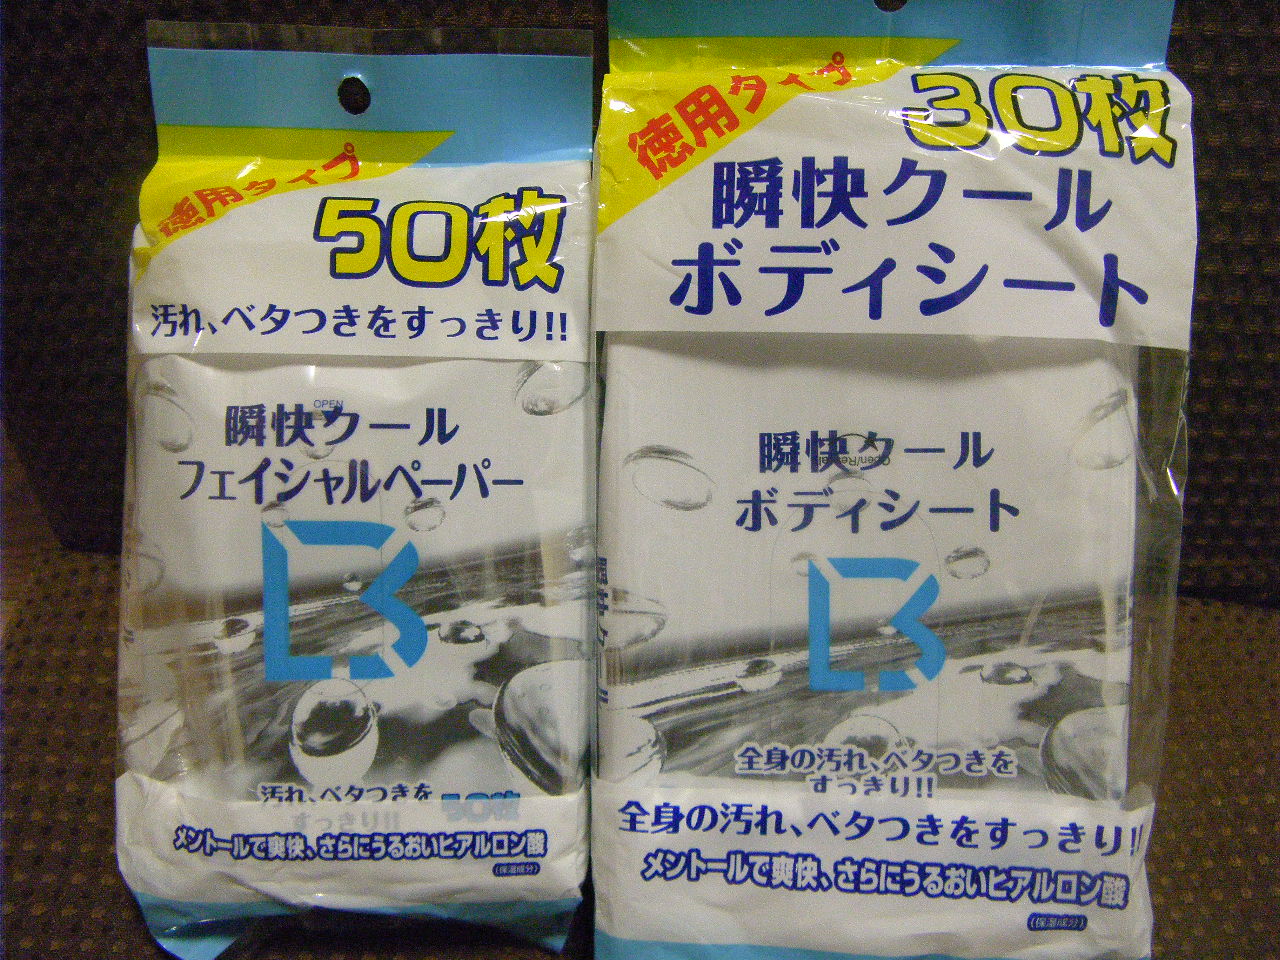 徳用タイプ
50枚
汚れ、ベタつきをすっきり!!
OPEN
瞬快クール
フェイシャルペーパー
汚れ、ベタつきを
すっきり!!
50枚
メントールで爽快、さらにうるおいヒアルロン酸
(保湿成分)
徳用タイプ
30枚
瞬快クール
ボディシート
瞬快クール
ボディシート
全身の汚れ、ベタつきを
すっきり!!
全身の汚れ、ベタつきをすっきり!!
メントールで爽快、さらにうるおいヒアルロン酸
(保湿成分)